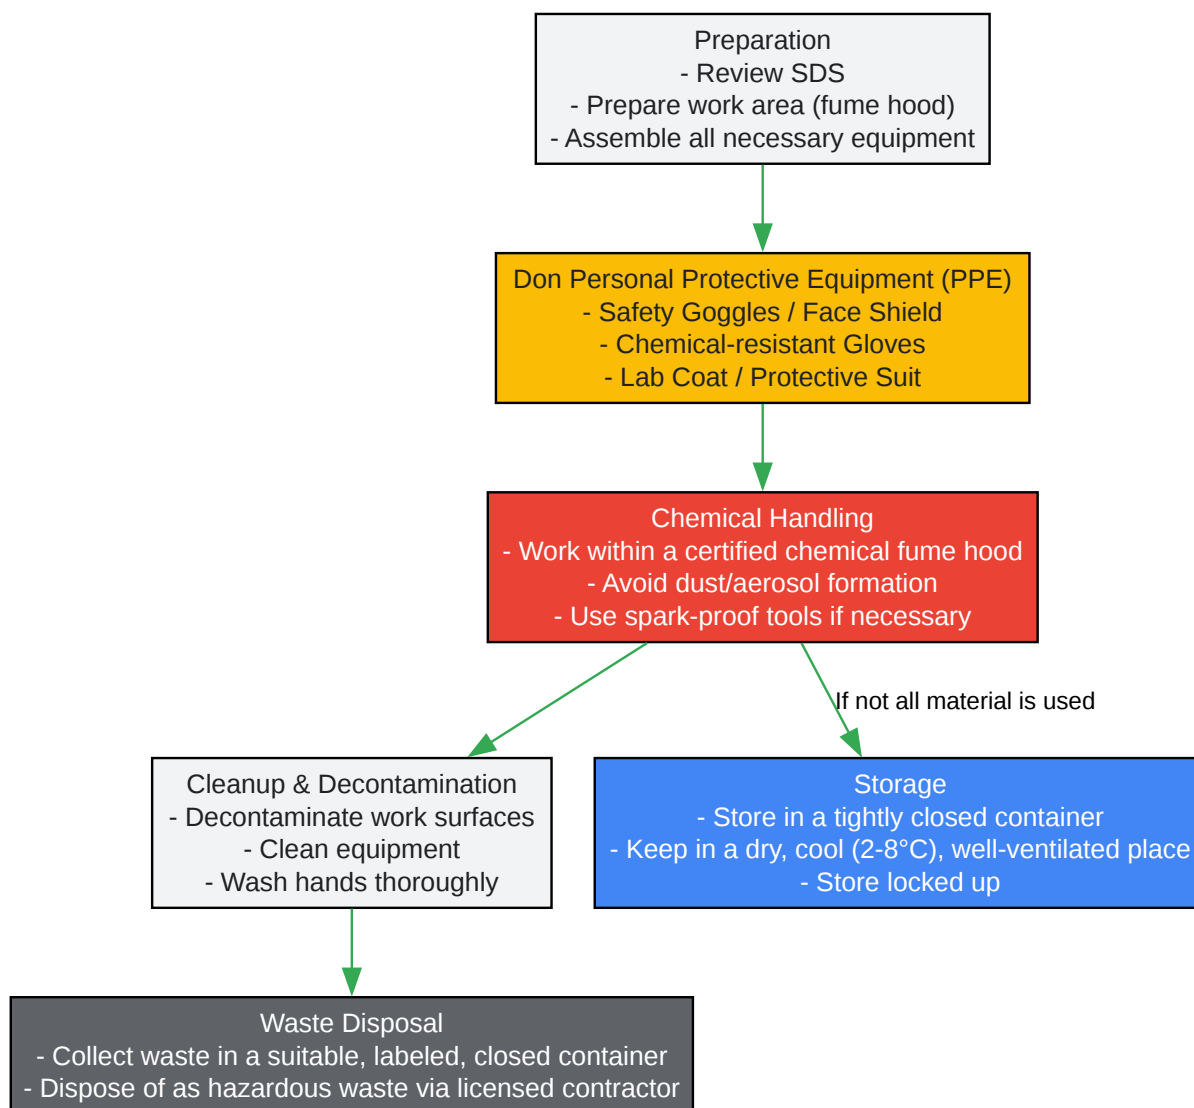 Preparation
- Review SDS
- Prepare work area (fume hood)
- Assemble all necessary equipment
Don Personal Protective Equipment (PPE)
- Safety Goggles / Face Shield
- Chemical-resistant Gloves
- Lab Coat / Protective Suit
Chemical Handling
- Work within a certified chemical fume hood
- Avoid dust/aerosol formation
- Use spark-proof tools if necessary
If not all material is used
Cleanup & Decontamination
- Decontaminate work surfaces
- Clean equipment
- Wash hands thoroughly
Storage
- Store in a tightly closed container
- Keep in a dry, cool (2-8°C), well-ventilated place
- Store locked up
Waste Disposal
- Collect waste in a suitable, labeled, closed container
- Dispose of as hazardous waste via licensed contractor